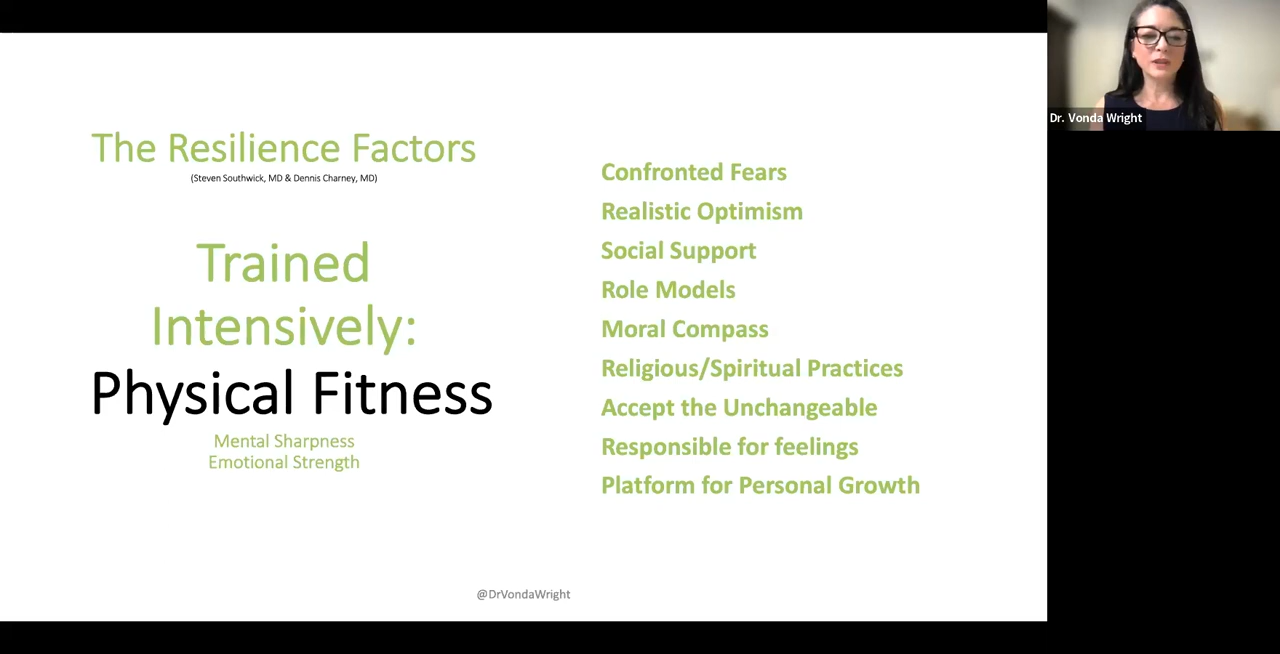 The Resilience Factors
(Steven Southwick, MD & Dennis Charney, MD)
Trained
Intensively:
Physical Fitness
Mental Sharpness
Emotional Strength
Confronted Fears
Realistic Optimism
Social Support
Role Models
Moral Compass
Religious/Spiritual Practices
Accept the Unchangeable
Responsible for feelings
Platform for Personal Growth
@DrVondaWright
Dr. Vonda Wright